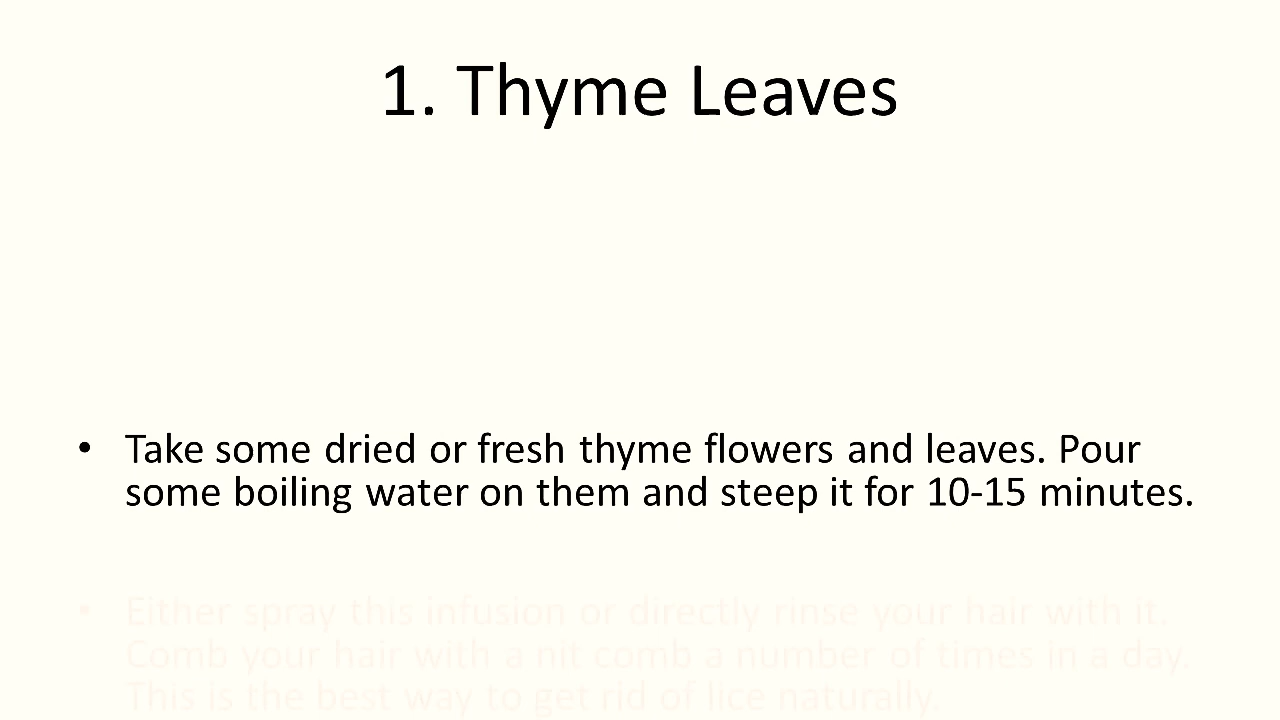 1. Thyme Leaves
• Take some dried or fresh thyme flowers and leaves. Pour
some boiling water on them and steep it for 10-15 minutes.
• Either spray this infusion or directly rinse your hair with it.
Comb your hair with a nit comb a number of times in a day.
This is the best way to get rid of lice naturally.